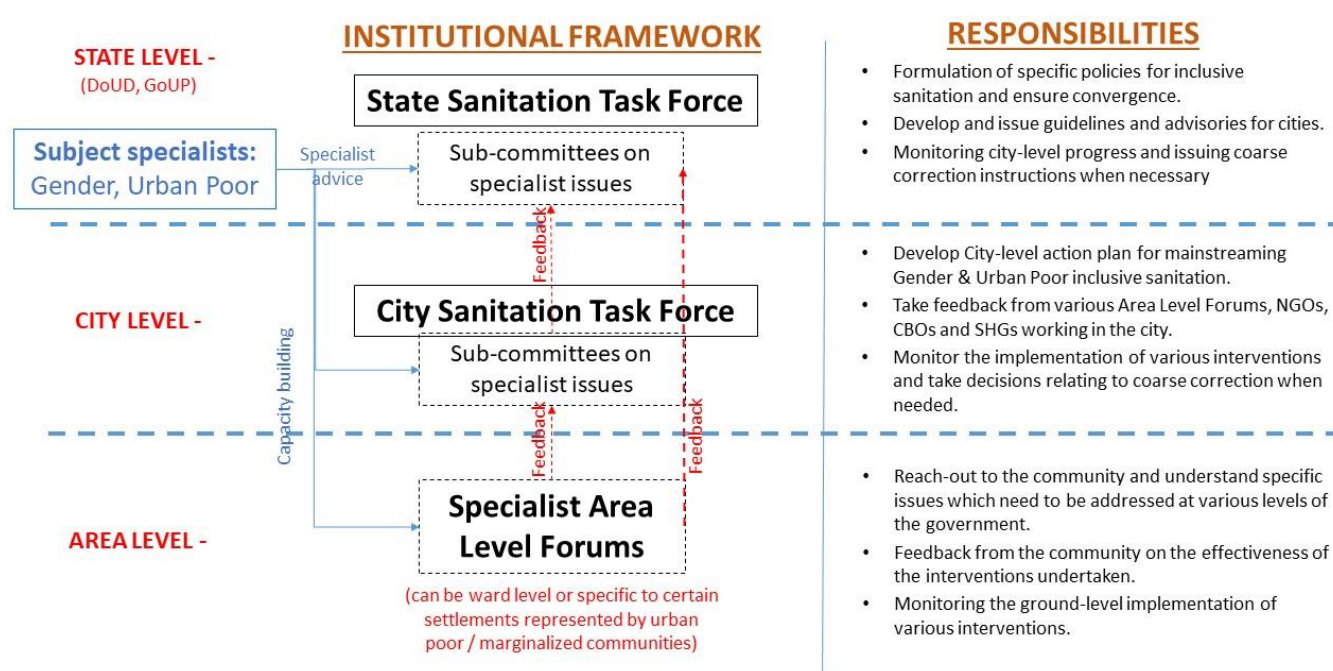 INSTITUTIONAL FRAMEWORK
RESPONSIBILITIES
STATE LEVEL -
(DoUD, GoUP)
State Sanitation Task Force
Subject specialists:
Gender, Urban Poor
Specialist
advice
Sub-committees on
specialist issues
• Formulation of specific policies for inclusive
sanitation and ensure convergence.
• Develop and issue guidelines and advisories for cities.
• Monitoring city-level progress and issuing coarse
correction instructions when necessary
Feedback
CITY LEVEL -
City Sanitation Task Force
Sub-committees on
specialist issues
Capacity building
Feedback
Feedback
• Develop City-level action plan for mainstreaming
Gender & Urban Poor inclusive sanitation.
• Take feedback from various Area Level Forums, NGOs,
CBOs and SHGs working in the city.
• Monitor the implementation of various interventions
and take decisions relating to coarse correction when
needed.
AREA LEVEL -
Specialist Area
Level Forums
(can be ward level or specific to certain
settlements represented by urban
poor / marginalized communities)
• Reach-out to the community and understand specific
issues which need to be addressed at various levels of
the government.
• Feedback from the community on the effectiveness of
the interventions undertaken.
• Monitoring the ground-level implementation of
various interventions.